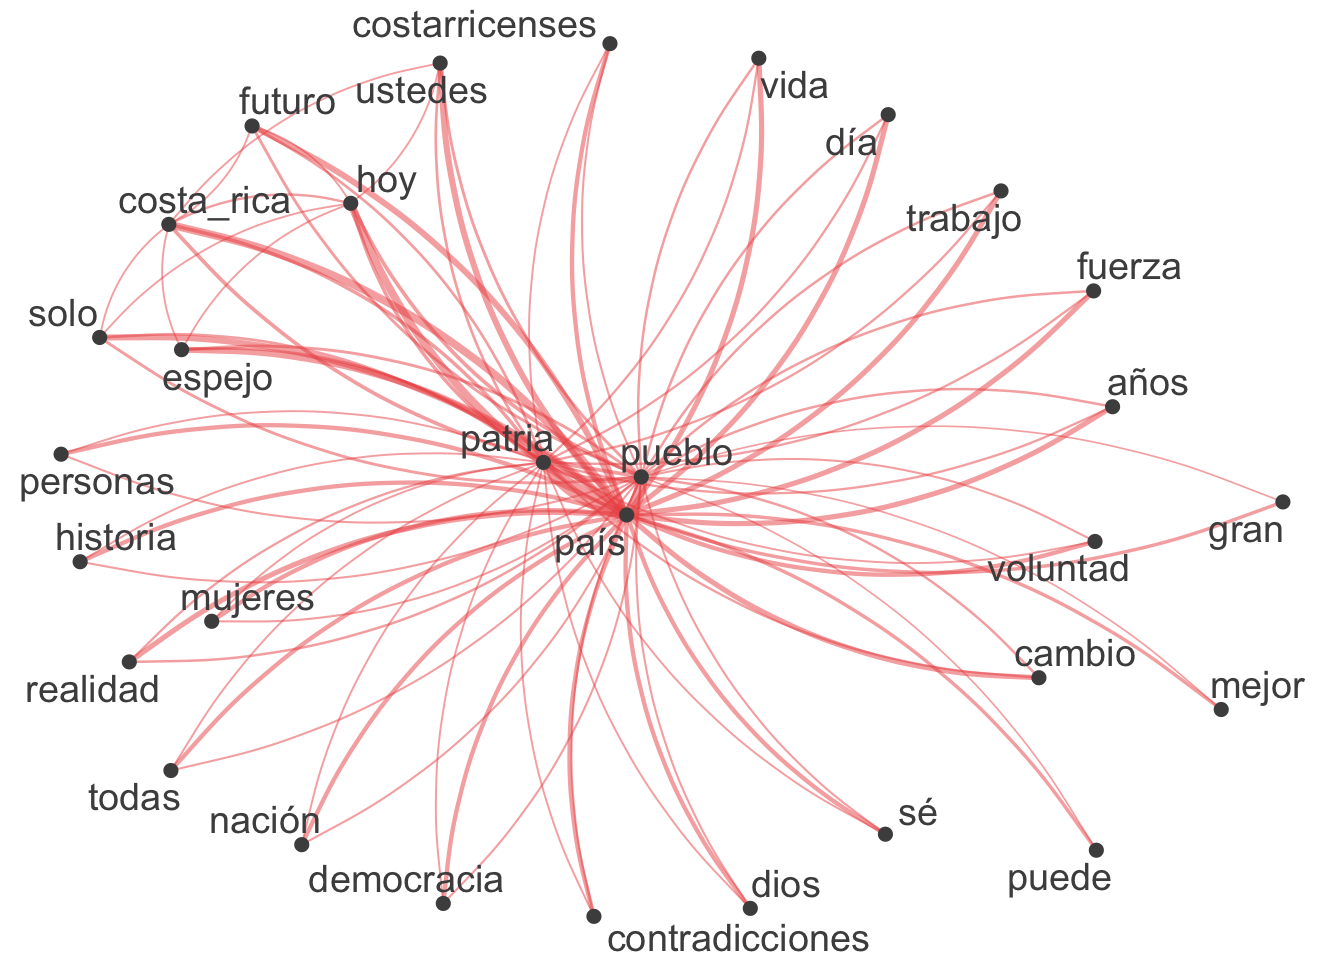 costarricenses
ustedes
vida
futuro
día
hoy
costa_rica
trabajo
fuerza
solo
espejo
años
patria
pueblo
personas
gran
historia
país
voluntad
mujeres
cambio
realidad
mejor
todas
nación
sé
democracia
dios
puede
contradicciones